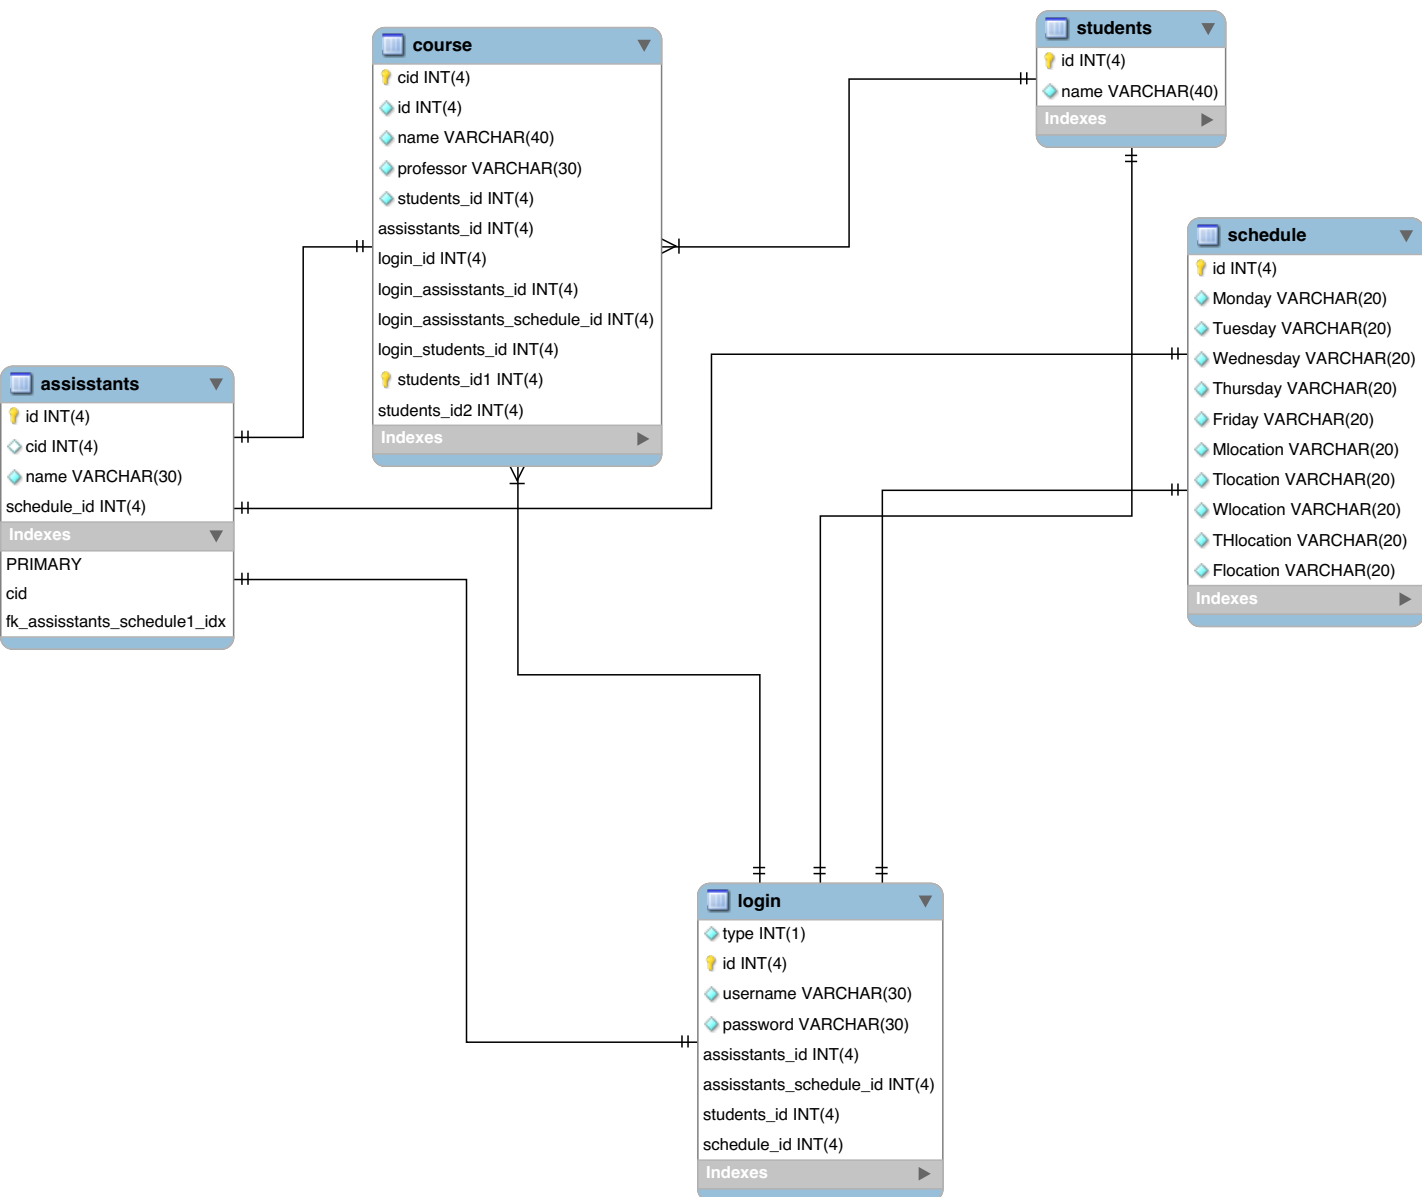 course
cid INT(4)
id INT(4)
name VARCHAR(40)
professor VARCHAR(30)
students_id INT(4)
assisstants_id INT(4)
login_id INT(4)
login_assisstants_id INT(4)
login_assisstants_schedule_id INT(4)
login_students_id INT(4)
students_id1 INT(4)
students_id2 INT(4)
Indexes
students
id INT(4)
name VARCHAR(40)
Indexes
schedule
id INT(4)
Monday VARCHAR(20)
Tuesday VARCHAR(20)
Wednesday VARCHAR(20)
Thursday VARCHAR(20)
Friday VARCHAR(20)
Mlocation VARCHAR(20)
Tlocation VARCHAR(20)
Wlocation VARCHAR(20)
THlocation VARCHAR(20)
Flocation VARCHAR(20)
Indexes
assisstants
id INT(4)
cid INT(4)
name VARCHAR(30)
schedule_id INT(4)
Indexes
PRIMARY
cid
fk_assisstants_schedule1_idx
login
type INT(1)
id INT(4)
username VARCHAR(30)
password VARCHAR(30)
assisstants_id INT(4)
assisstants_schedule_id INT(4)
students_id INT(4)
schedule_id INT(4)
Indexes